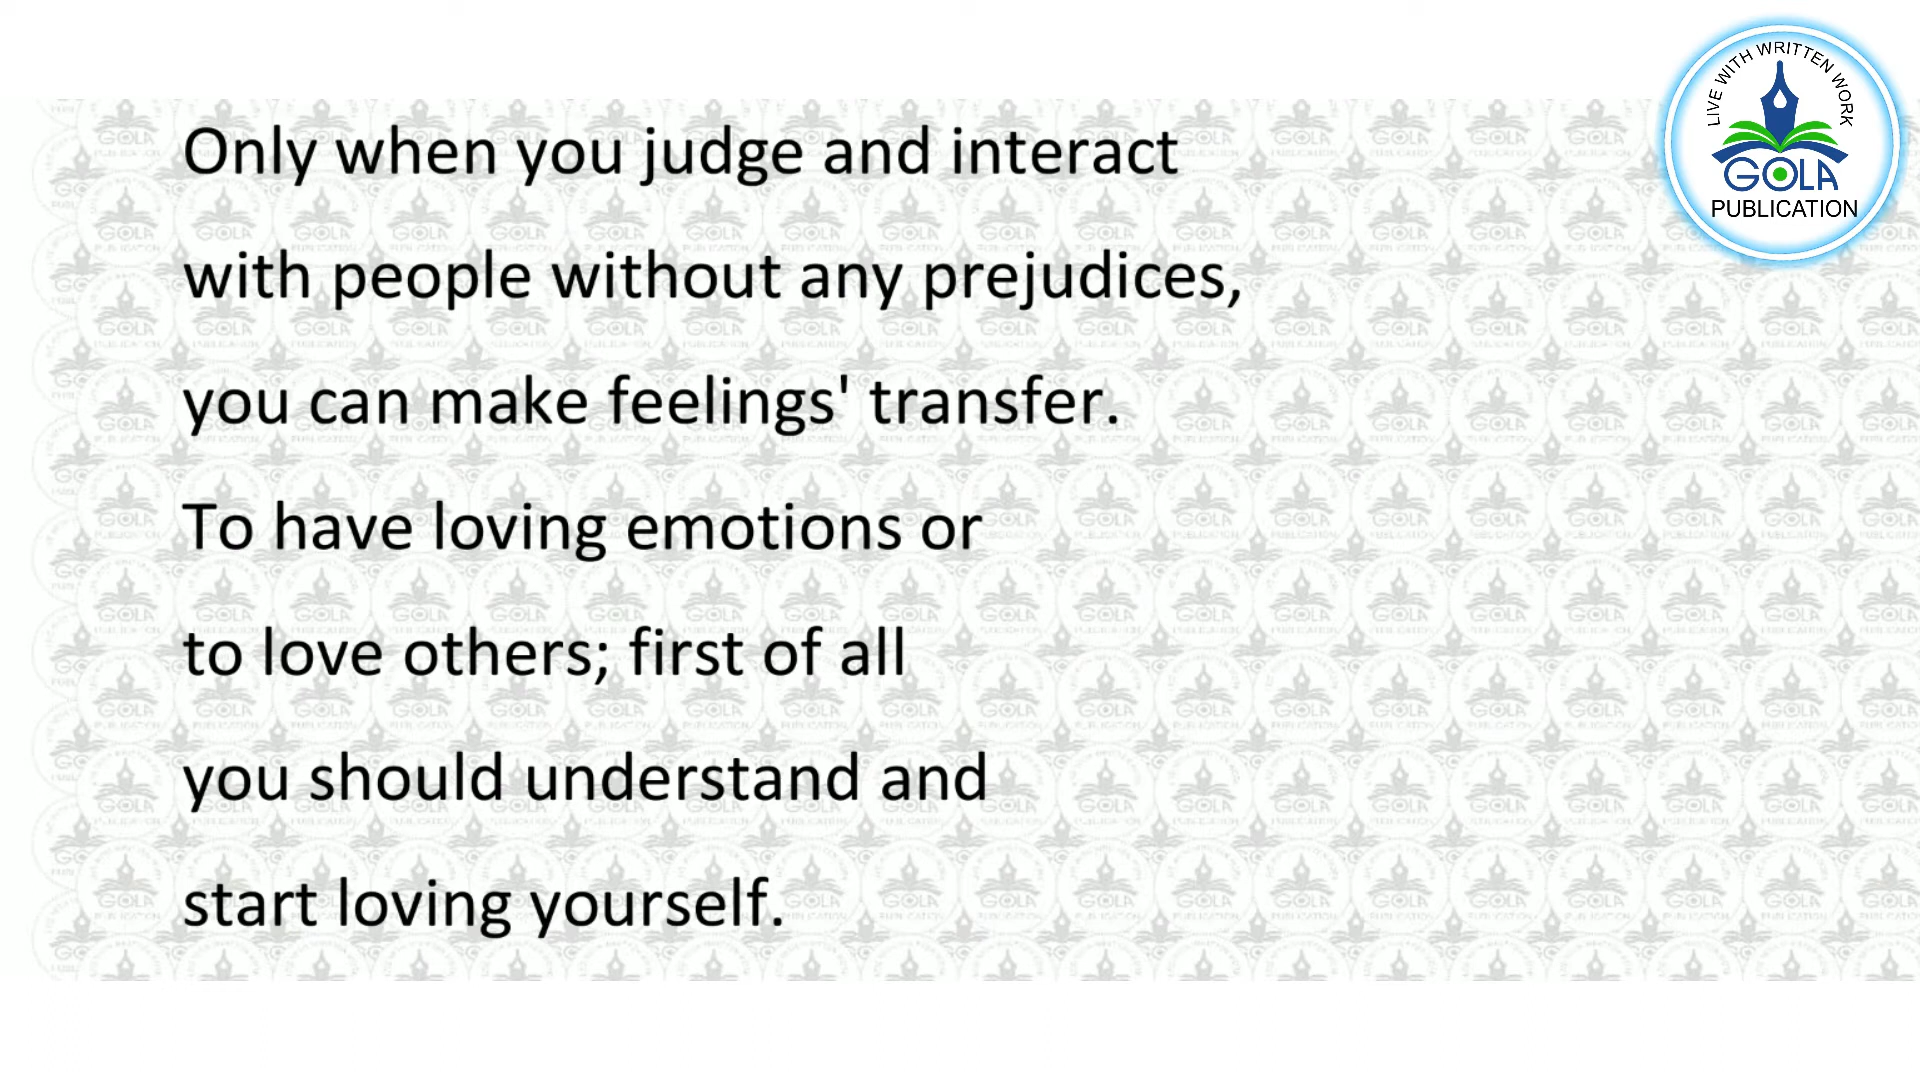 LIVE WITH WRITTEN WORK
GOLA
PUBLICATION
Only when you judge and interact
with people without any prejudices,
you can make feelings' transfer.
To have loving emotions or
to love others; first of all
you should understand and
start loving yourself.